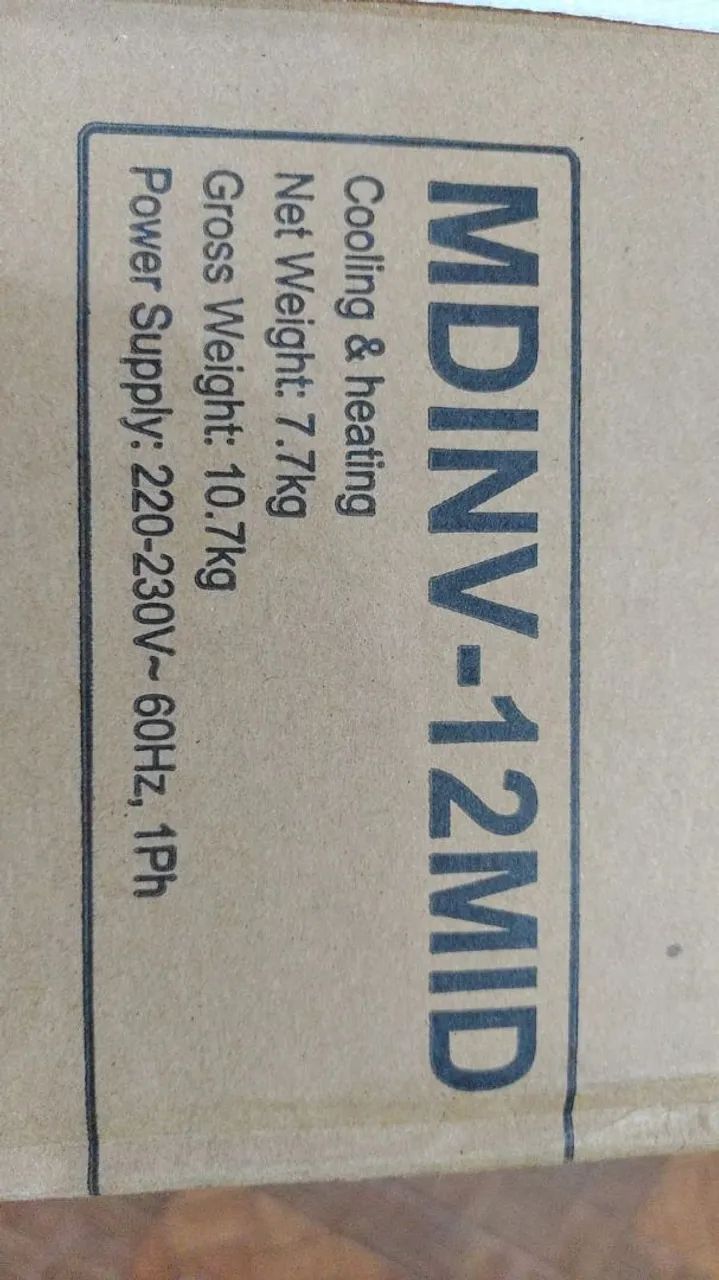 MDINV-12MID
Cooling & heating
Net Weight: 7.7kg
Gross Weight: 10.7kg
Power Supply: 220-230V~ 60Hz, 1Ph